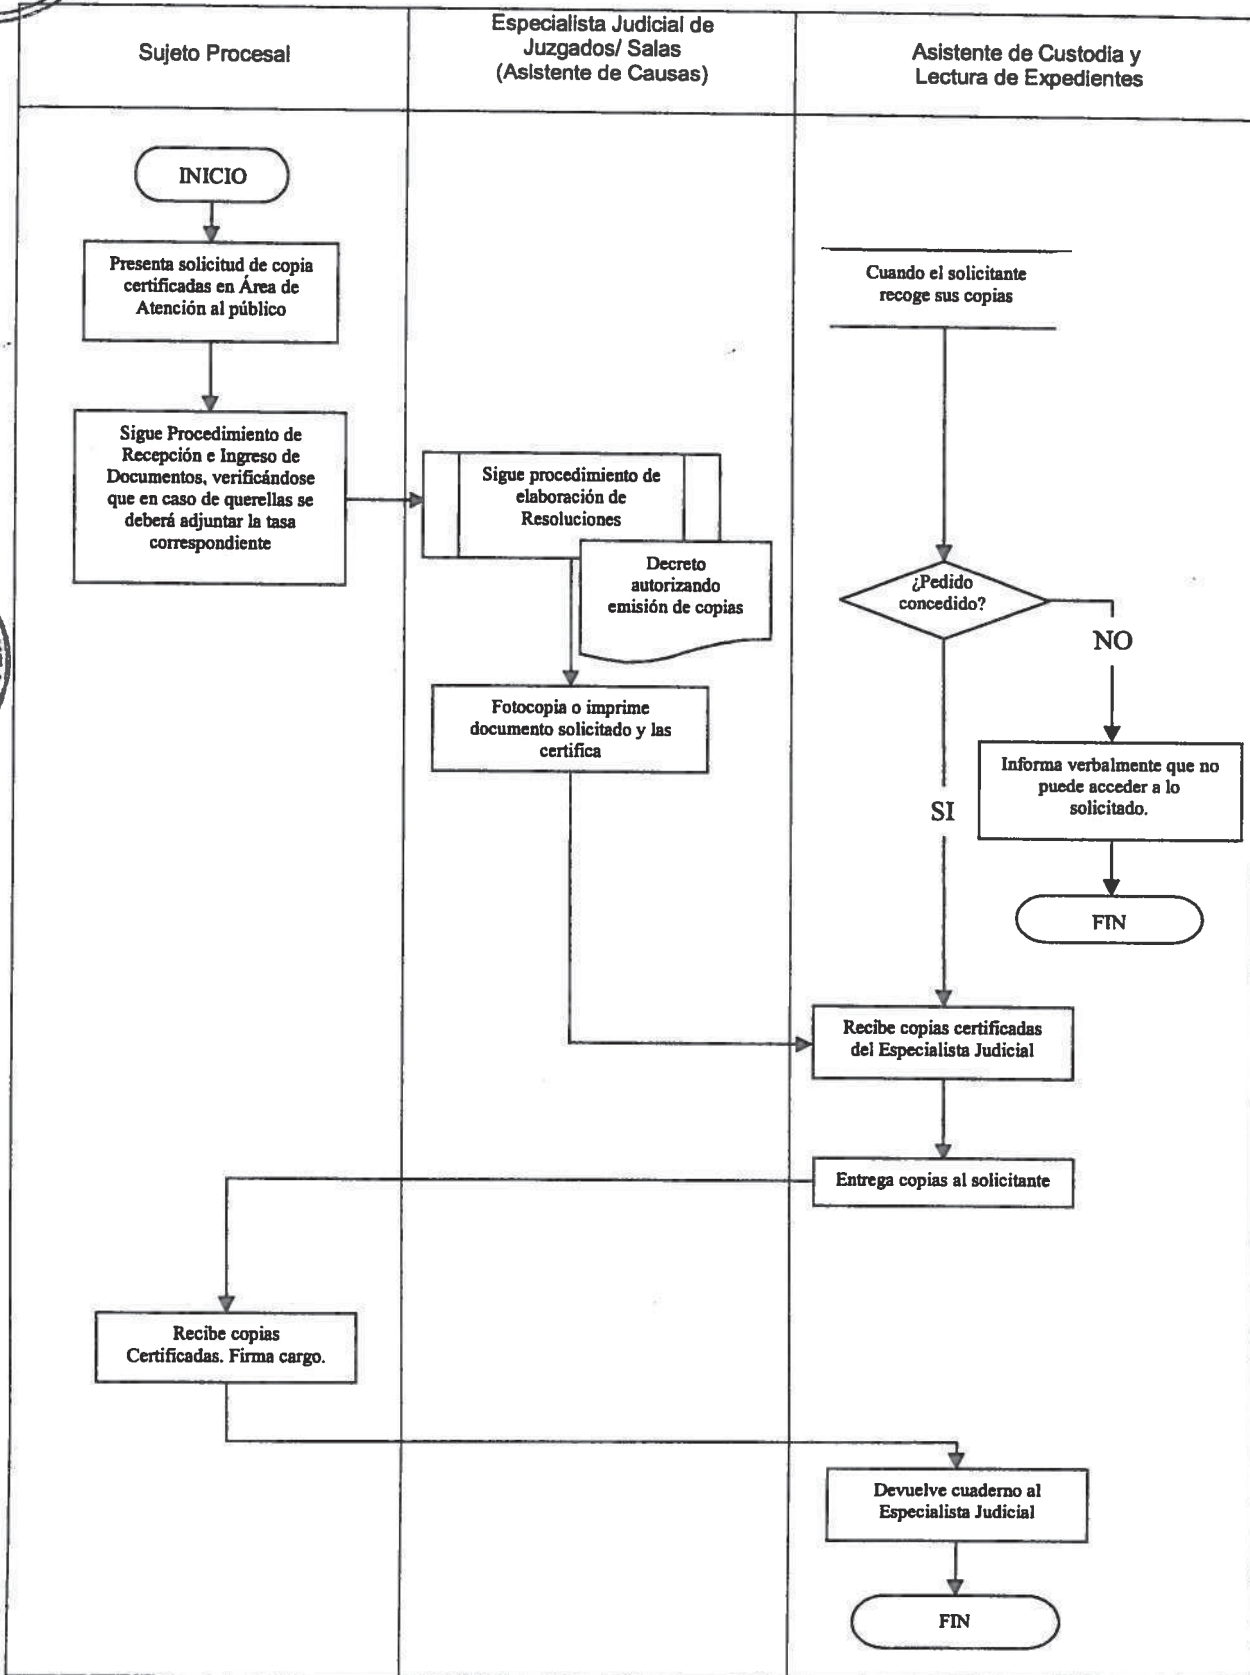 Sujeto Procesal
Especialista Judicial de
Juzgados/ Salas
(Asistente de Causas)
Asistente de Custodia y
Lectura de Expedientes
INICIO
Presenta solicitud de copia
certificadas en Área de
Atención al público
Cuando el solicitante
recoge sus copias
Sigue Procedimiento de
Recepción e Ingreso de
Documentos, verificándose
que en caso de querellas se
deberá adjuntar la tasa
correspondiente
Sigue procedimiento de
elaboración de
Resoluciones
Decreto
autorizando
emisión de copias
¿Pedido
concedido?
NO
Fotocopia o imprime
documento solicitado y las
certifica
Informa verbalmente que no
puede acceder a lo
solicitado.
SI
FIN
Recibe copias certificadas
del Especialista Judicial
Entrega copias al solicitante
Recibe copias
Certificadas. Firma cargo.
Devuelve cuaderno al
Especialista Judicial
FIN